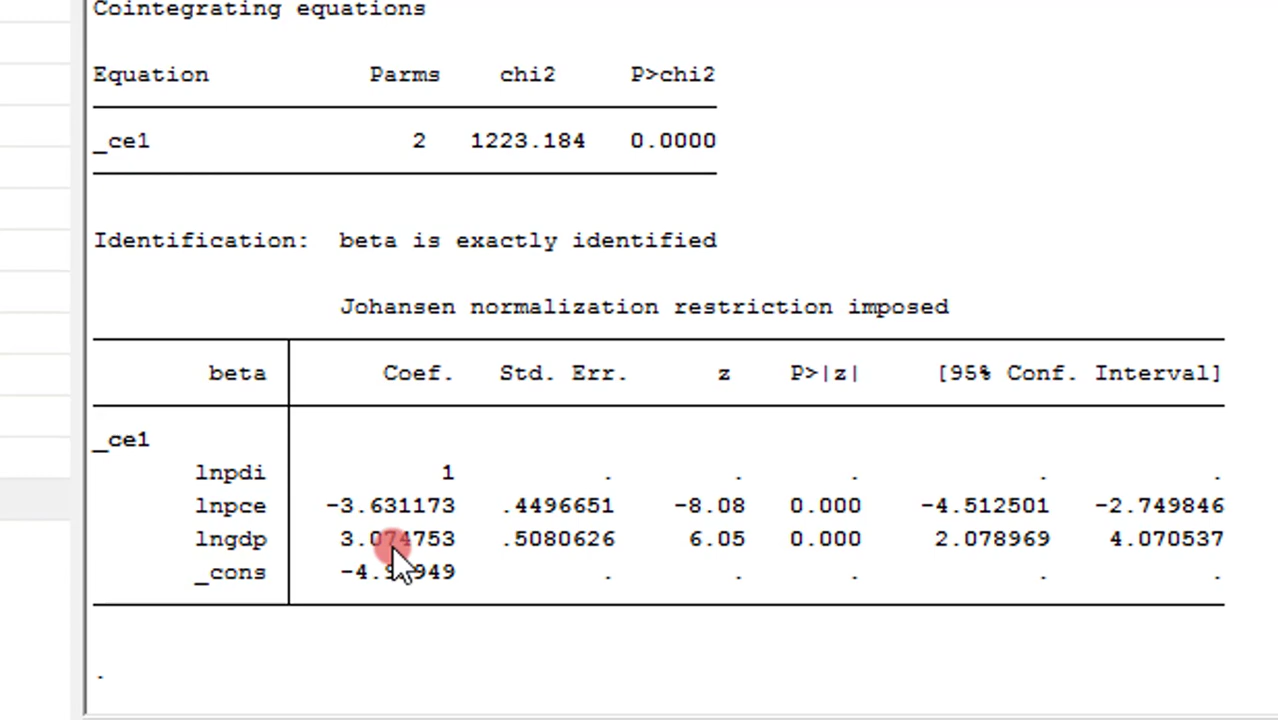 Cointegrating equations
Equation Parms chi2 P>chi2
_ce1 2 1223.184 0.0000
Identification: beta is exactly identified
Johansen normalization restriction imposed
beta Coef. Std. Err. z P>|z| [95% Conf. Interval]
_ce1
lnpdi 1 . . . . .
lnpce -3.631173 .4496651 -8.08 0.000 -4.512501 -2.749846
lngdp 3.074753 .5080626 6.05 0.000 2.078969 4.070537
_cons . . . . .
.